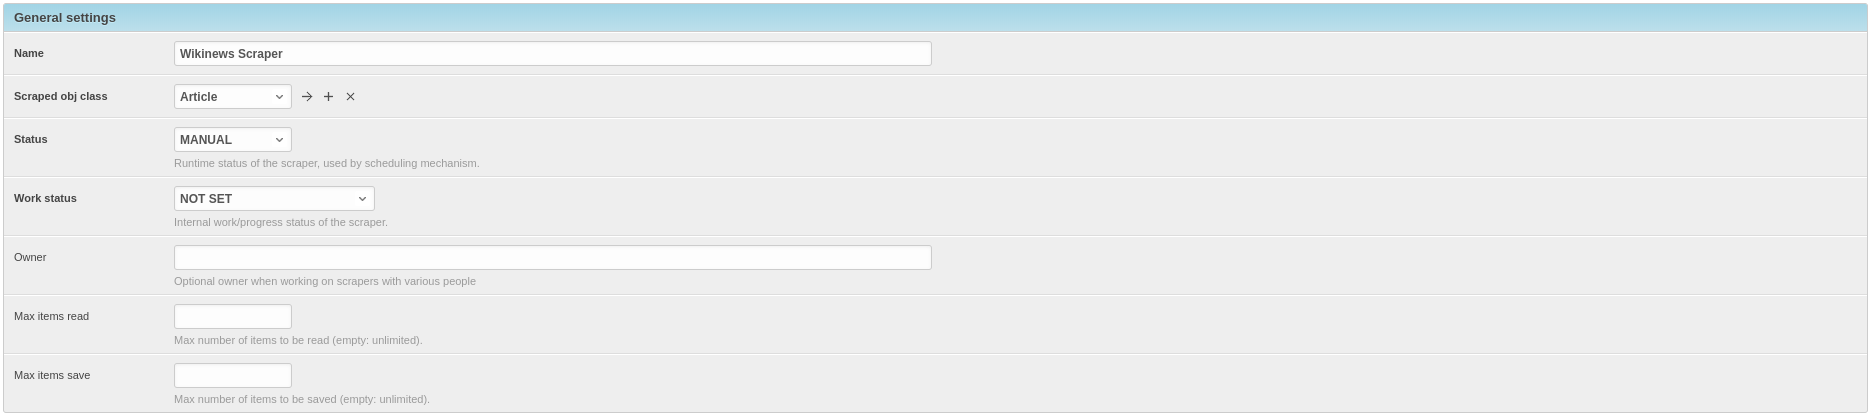 General settings
Name
Wikinews Scraper
Scraped obj class
Article
Status
MANUAL
Runtime status of the scraper, used by scheduling mechanism.
Work status
NOT SET
Internal work/progress status of the scraper.
Owner
Optional owner when working on scrapers with various people
Max items read
Max number of items to be read (empty: unlimited).
Max items save
Max number of items to be saved (empty: unlimited).